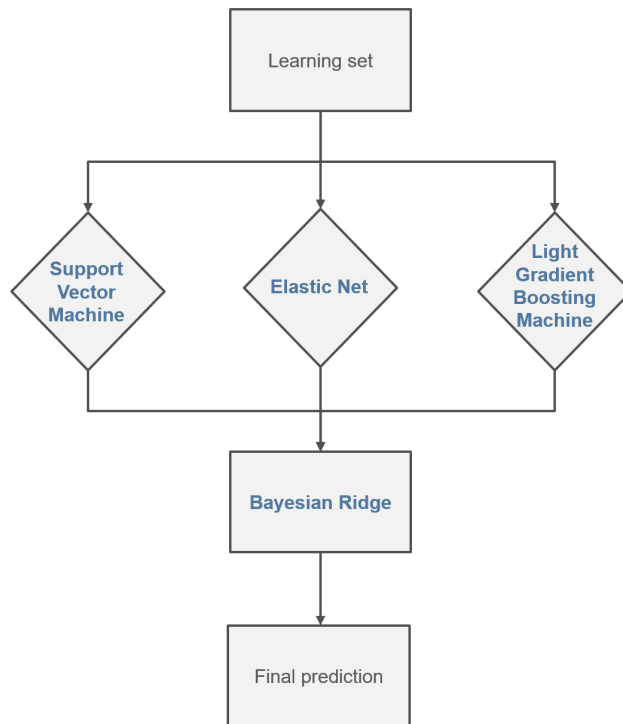 Learning set
Support
Vector
Machine
Elastic Net
Light
Gradient
Boosting
Machine
Bayesian Ridge
Final prediction